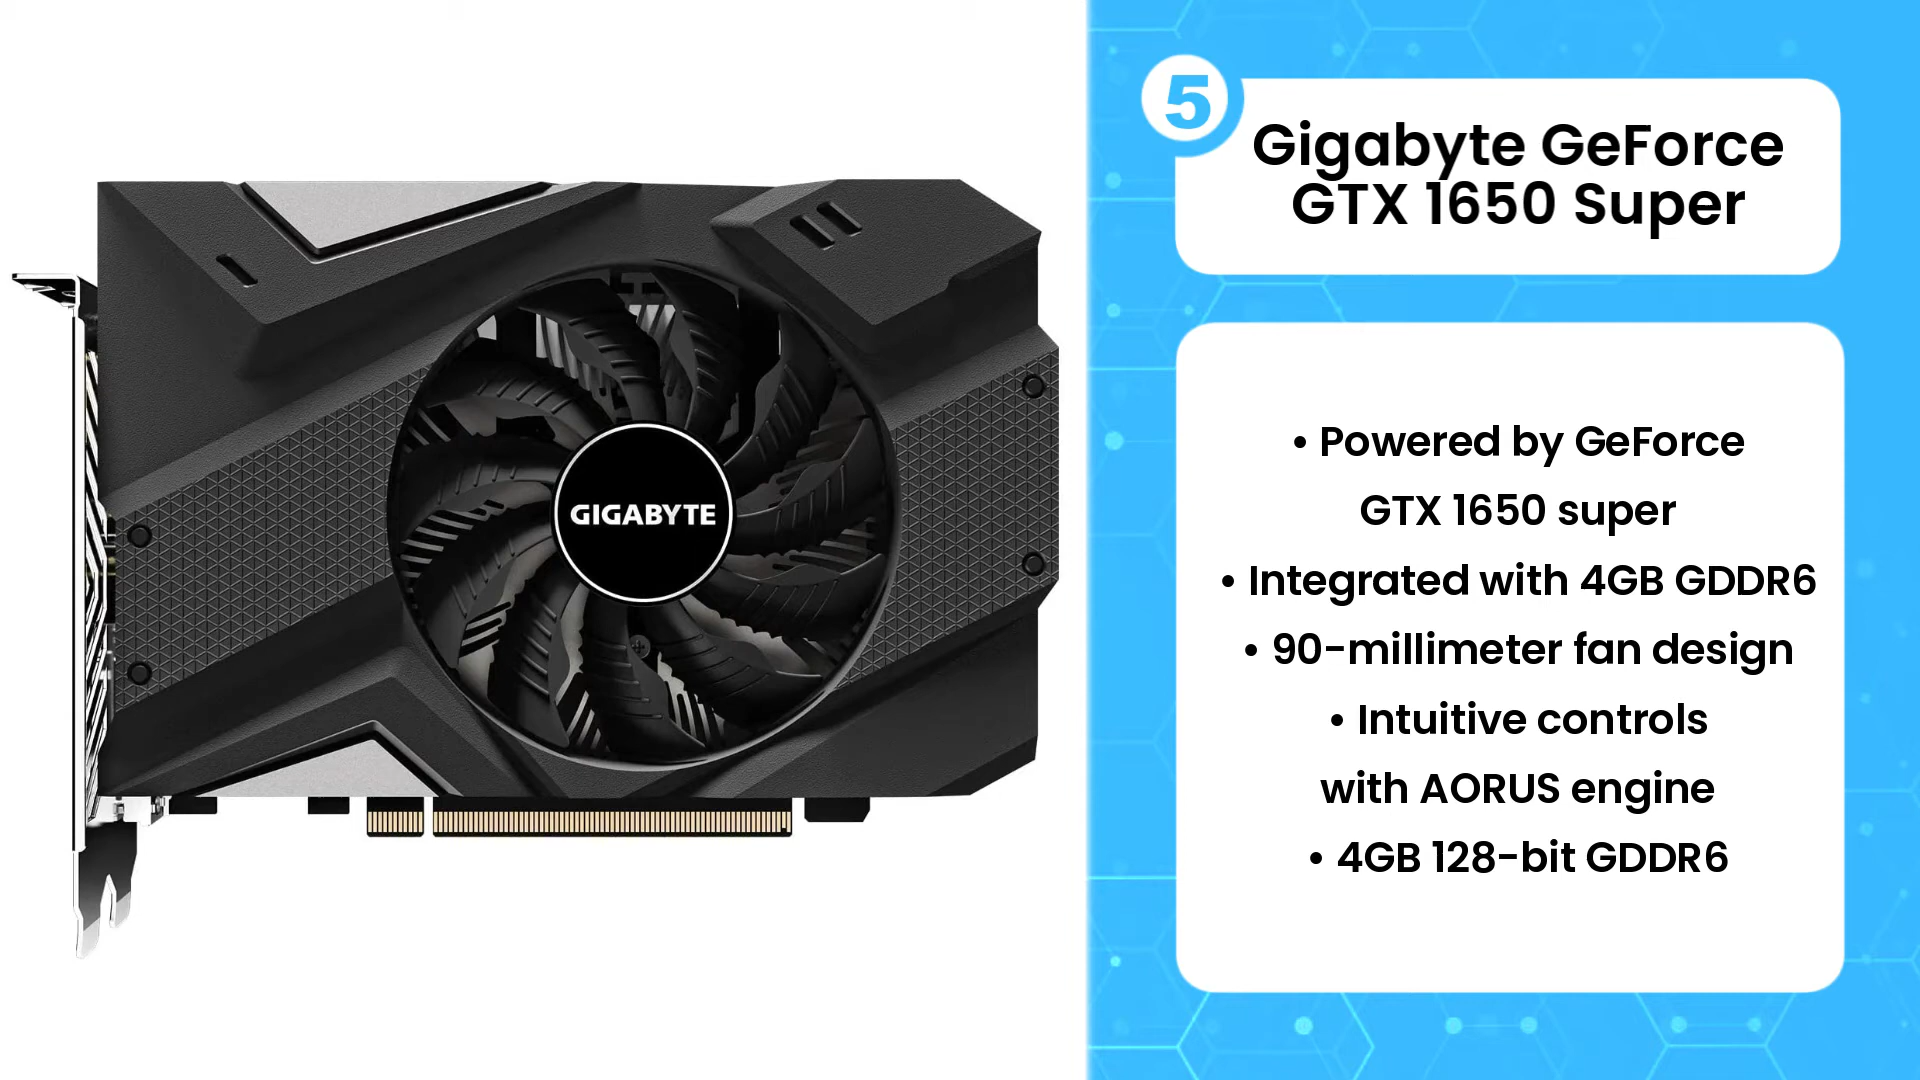 5
Gigabyte GeForce
GTX 1650 Super
GIGABYTE
• Powered by GeForce
GTX 1650 super
• Integrated with 4GB GDDR6
• 90-millimeter fan design
• Intuitive controls
with AORUS engine
• 4GB 128-bit GDDR6